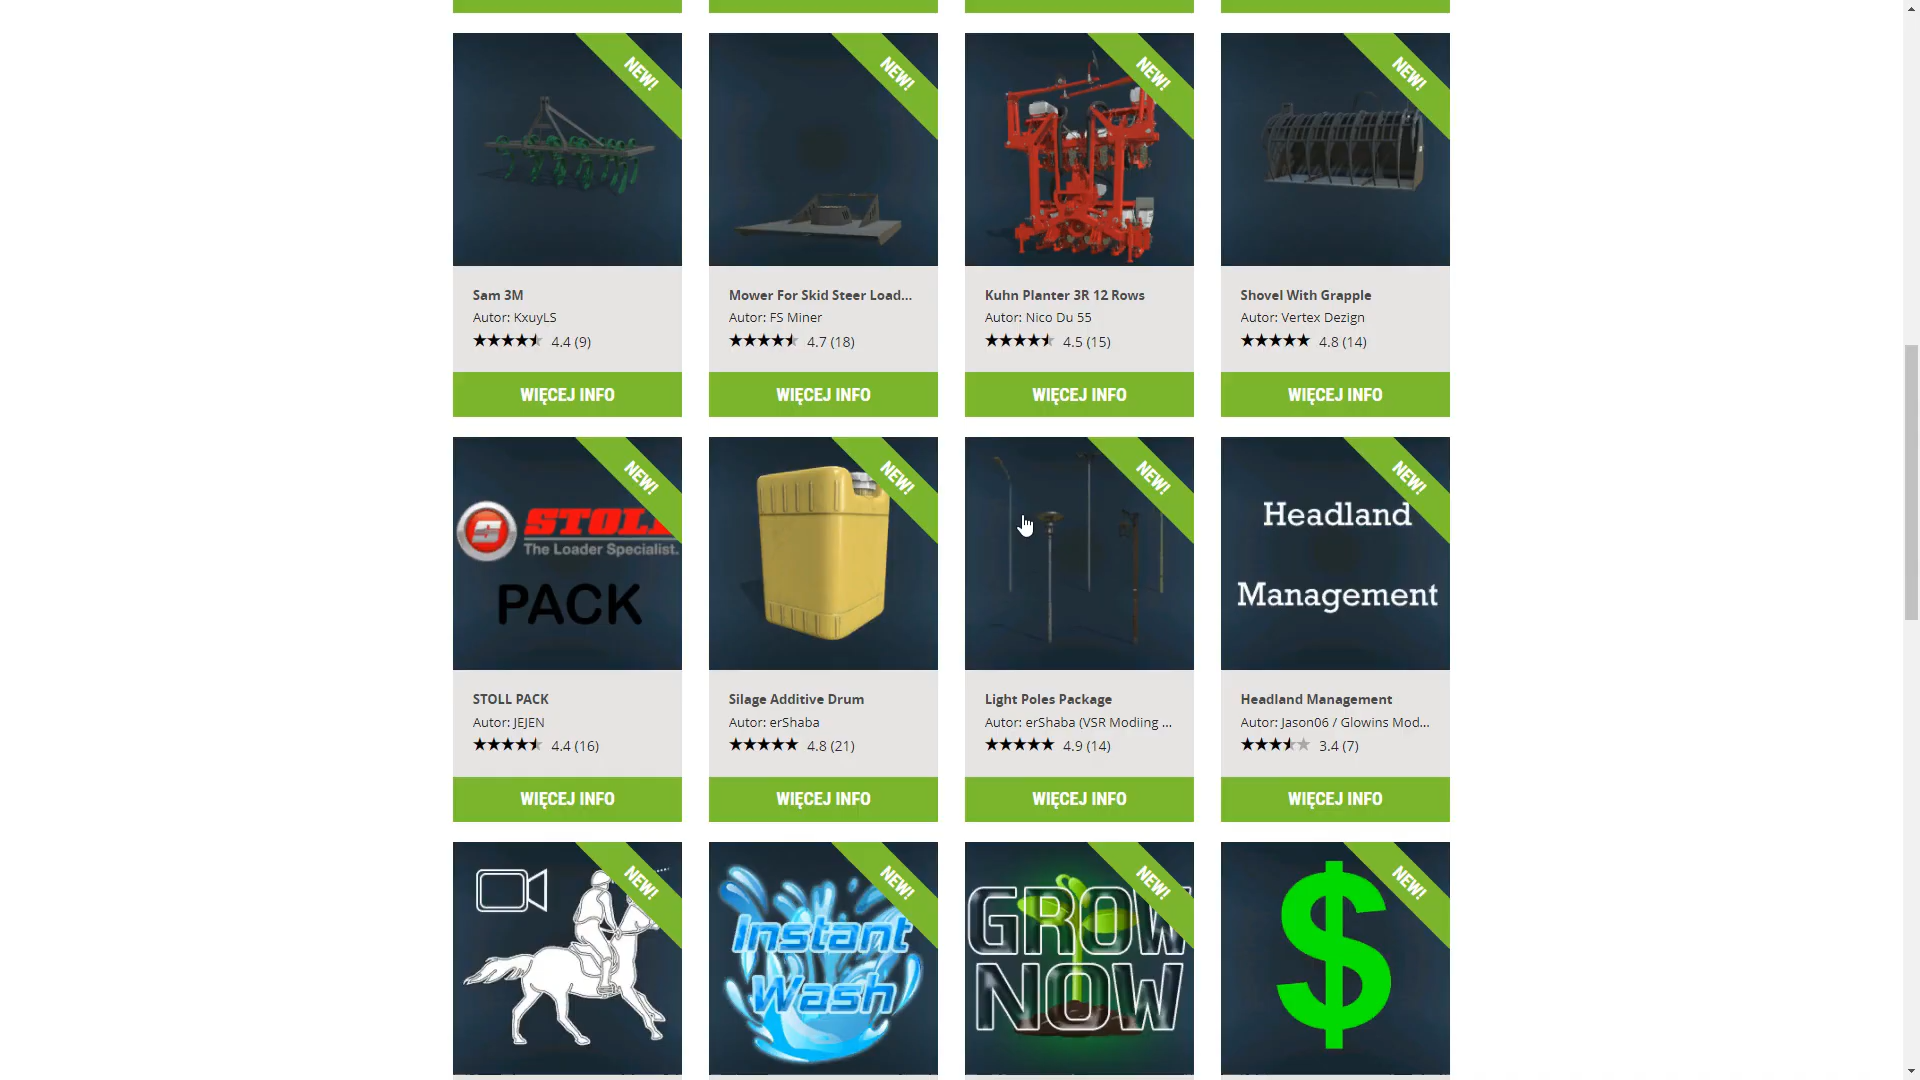 NEW!
NEW!
NEW!
NEW!
Sam 3M
Autor: KxuyLS
4.4 (9)
WIĘCEJ INFO
Mower For Skid Steer Load...
Autor: FS Miner
4.7 (18)
WIĘCEJ INFO
Kuhn Planter 3R 12 Rows
Autor: Nico Du 55
4.5 (15)
WIĘCEJ INFO
Shovel With Grapple
Autor: Vertex Dezign
4.8 (14)
WIĘCEJ INFO
NEW!
STOLL
The Loader Specialist.
PACK
STOLL PACK
Autor: JEJEN
4.4 (16)
WIĘCEJ INFO
NEW!
Silage Additive Drum
Autor: erShaba
4.8 (21)
WIĘCEJ INFO
NEW!
Light Poles Package
Autor: erShaba (VSR Modiing ...
4.9 (14)
WIĘCEJ INFO
NEW!
Headland
Management
Headland Management
Autor: Jason06 / Glowins Mod...
3.4 (7)
WIĘCEJ INFO
NEW!
NEW!
Instant
Wash
NEW!
GROW
NOW
NEW!
$